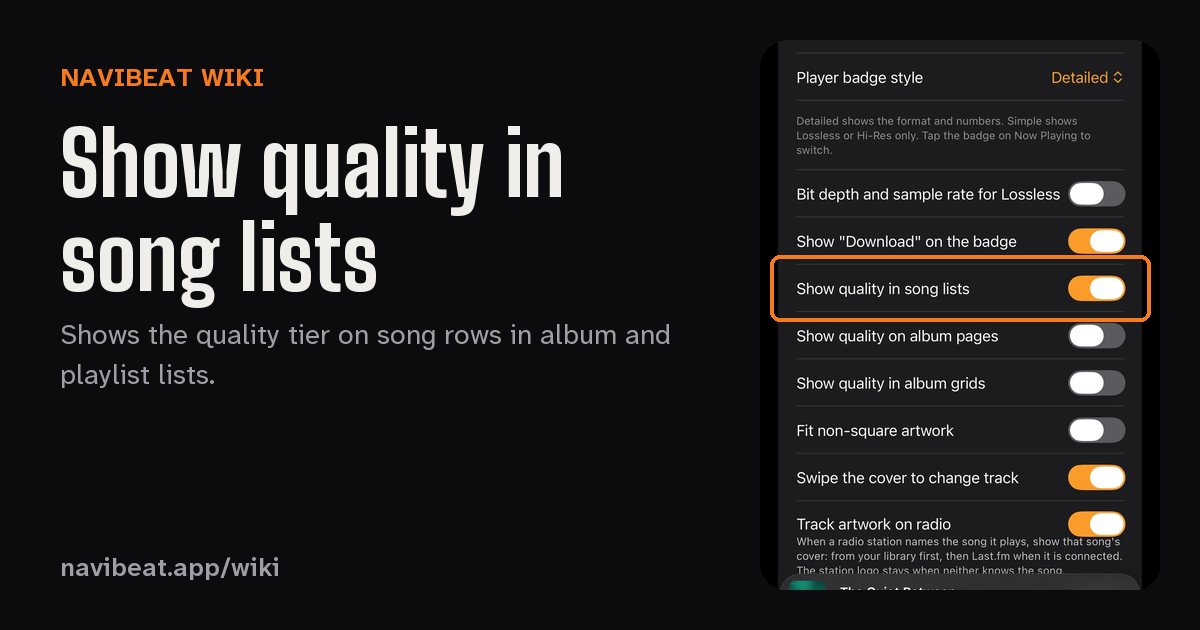 NAVIBEAT WIKI
Show quality in
song lists
Shows the quality tier on song rows in album and
playlist lists.
navibeat.app/wiki
Player badge style
Detailed
Detailed shows the format and numbers. Simple shows
Lossless or Hi-Res only. Tap the badge on Now Playing to
switch.
Bit depth and sample rate for Lossless
Show "Download" on the badge
Show quality in song lists
Show quality on album pages
Show quality in album grids
Fit non-square artwork
Swipe the cover to change track
Track artwork on radio
When a radio station names the song it plays, show that song's
cover: from your library first, then Last.fm when it is connected.
The station logo stays when neither knows the song.
The Quiet Between